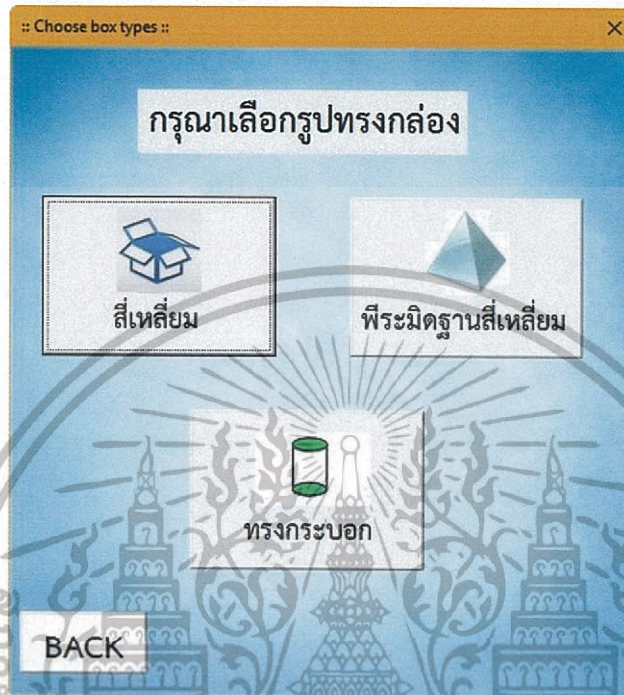 :: Choose box types ::
กรุณาเลือกรูปทรงกล่อง
สี่เหลี่ยม
พีระมิดฐานสี่เหลี่ยม
ทรงกระบอก
BACK